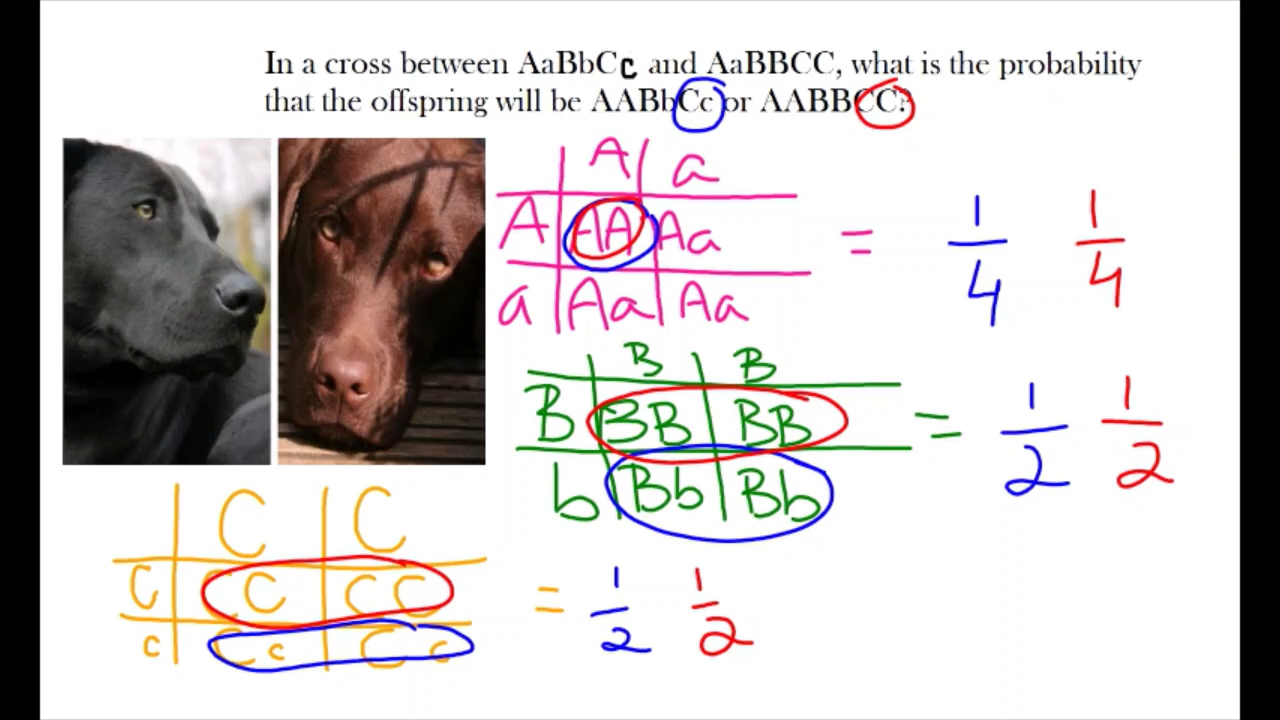 In a cross between AaBbCc and AaBBCC, what is the probability
that the offspring will be AABbCc or AABBCC?
A a
A AA Aa = 1/4 1/4
a Aa Aa
B B
B BB BB = 1/2 1/2
b Bb Bb
C C
C CC CC = 1/2 1/2
c Cc Cc